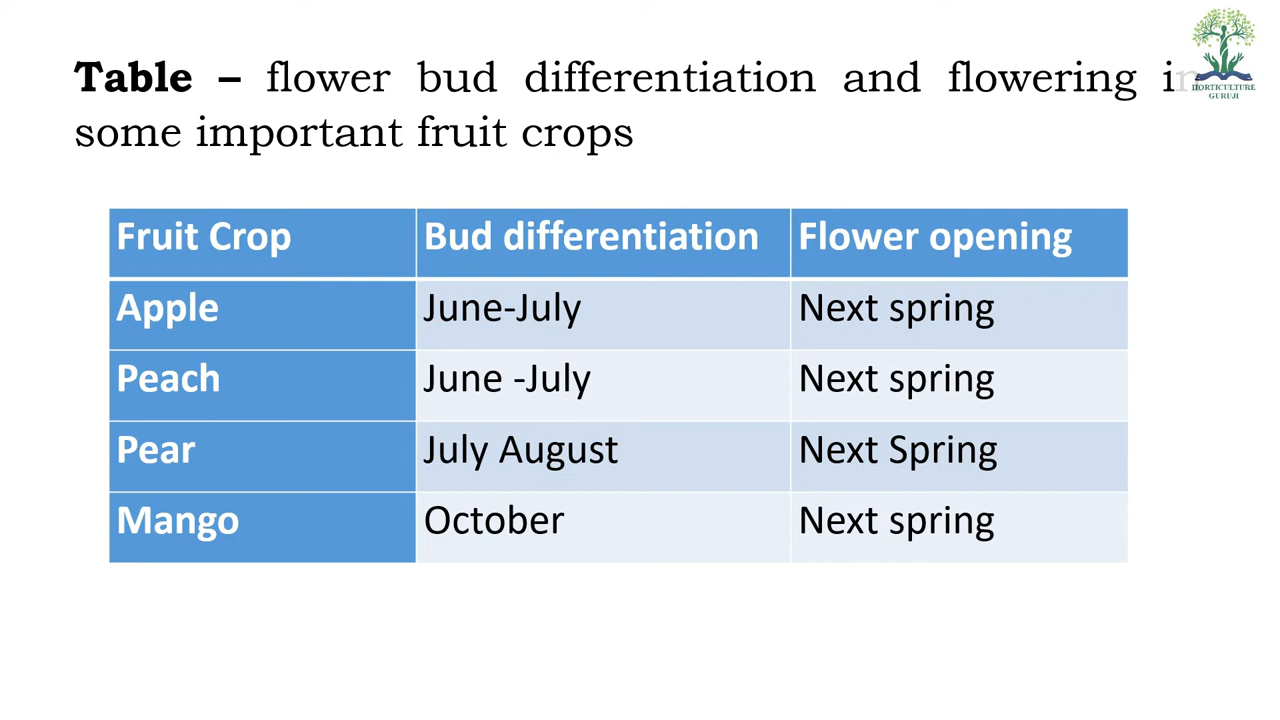 Table – flower bud differentiation and flowering in
some important fruit crops
HORTICULTURE
GURUJI
Fruit Crop Bud differentiation Flower opening
Apple June-July Next spring
Peach June -July Next spring
Pear July August Next Spring
Mango October Next spring